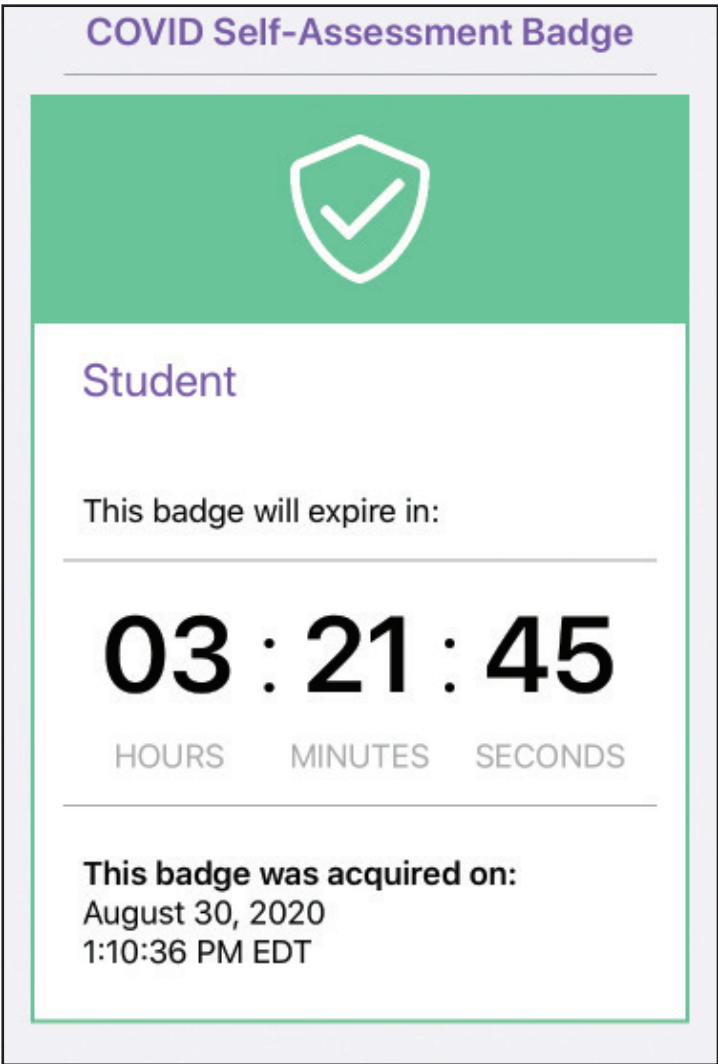 COVID Self-Assessment Badge
Student
This badge will expire in:
03 : 21 : 45
HOURS MINUTES SECONDS
This badge was acquired on:
August 30, 2020
1:10:36 PM EDT